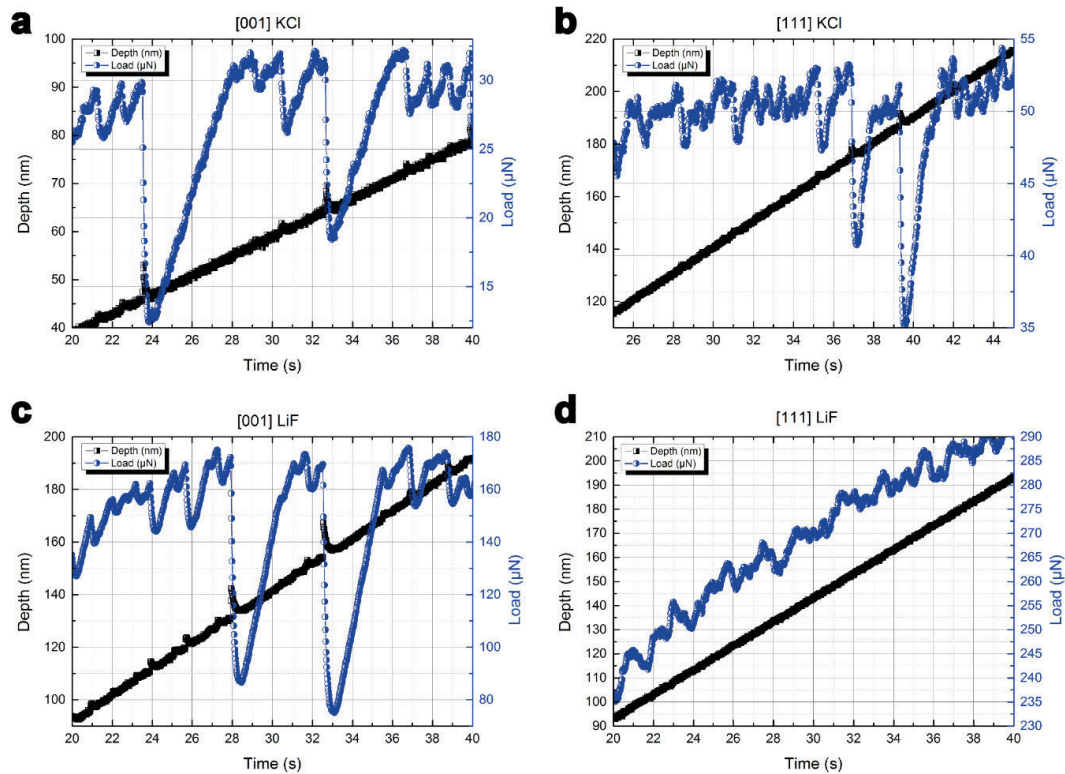 a
[001] KCl
Depth (nm)
Load (µN)
100
90
80
70
60
50
40
Depth (nm)
30
25
20
15
Load (µN)
20 22 24 26 28 30 32 34 36 38 40
Time (s)
b
[111] KCl
Depth (nm)
Load (µN)
220
200
180
160
140
120
Depth (nm)
55
50
45
40
35
Load (µN)
26 28 30 32 34 36 38 40 42 44
Time (s)
c
[001] LiF
Depth (nm)
Load (µN)
200
180
160
140
120
100
Depth (nm)
180
160
140
120
100
80
Load (µN)
20 22 24 26 28 30 32 34 36 38 40
Time (s)
d
[111] LiF
Depth (nm)
Load (µN)
210
200
190
180
170
160
150
140
130
120
110
100
90
Depth (nm)
290
285
280
275
270
265
260
255
250
245
240
235
230
Load (µN)
20 22 24 26 28 30 32 34 36 38 40
Time (s)